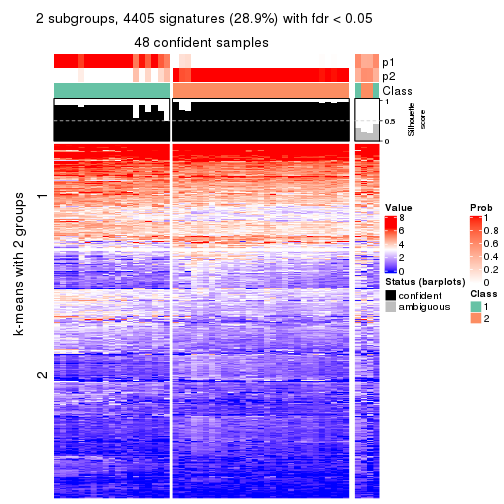 2 subgroups, 4405 signatures (28.9%) with fdr < 0.05
48 confident samples
p1
p2
Class
1
0.5
0
Silhouette
score
k-means with 2 groups
1
2
Value
8
6
4
2
0
Status (barplots)
confident
ambiguous
Prob
1
0.8
0.6
0.4
0.2
0
Class
1
2